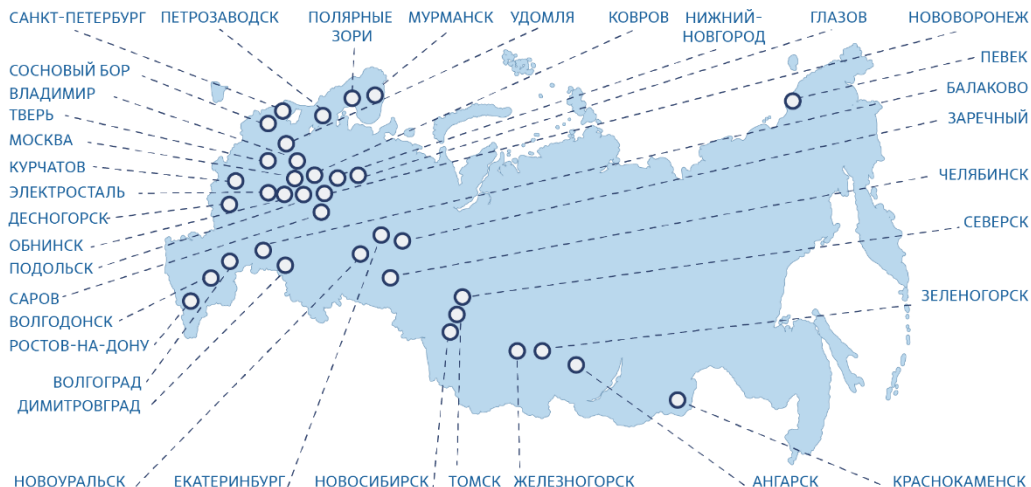 САНКТ-ПЕТЕРБУРГ
ПЕТРОЗАВОДСК
ПОЛЯРНЫЕ
ЗОРИ
МУРМАНСК
УДОМЛЯ
КОВРОВ
НИЖНИЙ-
НОВГОРОД
ГЛАЗОВ
НОВОВОРОНЕЖ
СОСНОВЫЙ БОР
ВЛАДИМИР
ТВЕРЬ
МОСКВА
КУРЧАТОВ
ЭЛЕКТРОСТАЛЬ
ДЕСНОГОРСК
ОБНИНСК
ПОДОЛЬСК
САРОВ
ВОЛГОДОНСК
РОСТОВ-НА-ДОНУ
ВОЛГОГРАД
ДИМИТРОВГРАД
ПЕВЕК
БАЛАКОВО
ЗАРЕЧНЫЙ
ЧЕЛЯБИНСК
СЕВЕРСК
ЗЕЛЕНОГОРСК
НОВОУРАЛЬСК
ЕКАТЕРИНБУРГ
НОВОСИБИРСК
ТОМСК
ЖЕЛЕЗНОГОРСК
АНГАРСК
КРАСНОКАМЕНСК